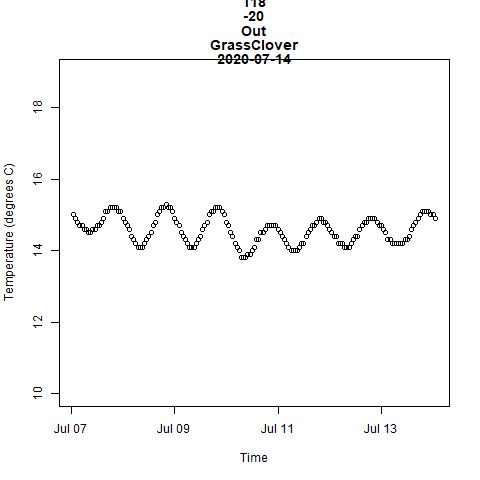 T18
-20
Out
GrassClover
2020-07-14
Temperature (degrees C)
18
16
14
12
10
Jul 07
Jul 09
Jul 11
Jul 13
Time